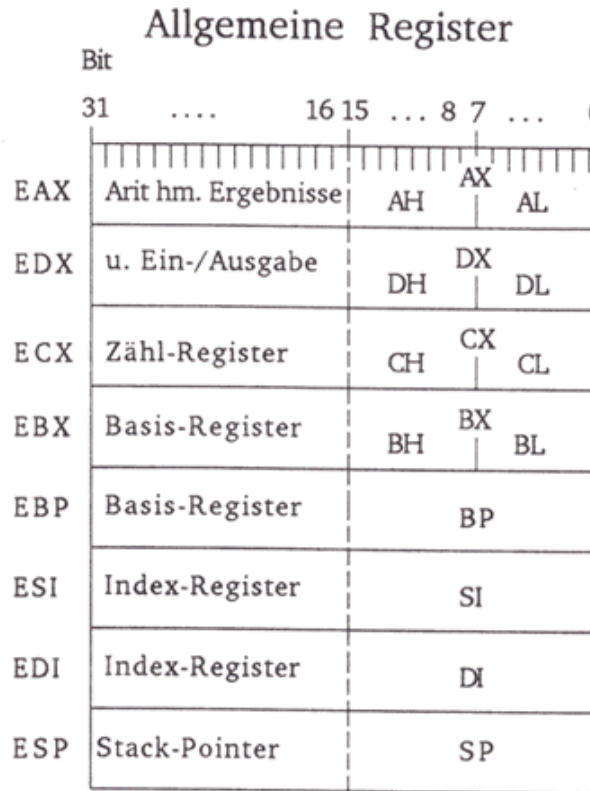 Allgemeine Register
Bit
31 .... 16 15 ... 8 7 ...
EAX Arit hm. Ergebnisse AH AX AL
EDX u. Ein-/Ausgabe DH DX DL
ECX Zähl-Register CH CX CL
EBX Basis-Register BH BX BL
EBP Basis-Register BP
ESI Index-Register SI
EDI Index-Register DI
ESP Stack-Pointer SP